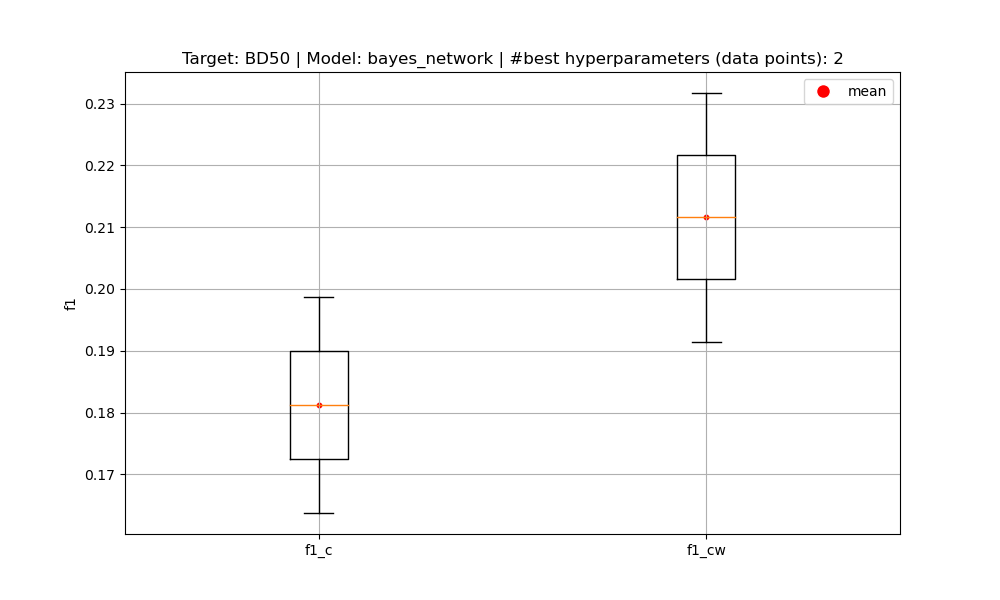 Target: BD50 | Model: bayes_network | #best hyperparameters (data points): 2
mean
0.23
0.22
0.21
0.20
0.19
0.18
0.17
f1
f1_c
f1_cw